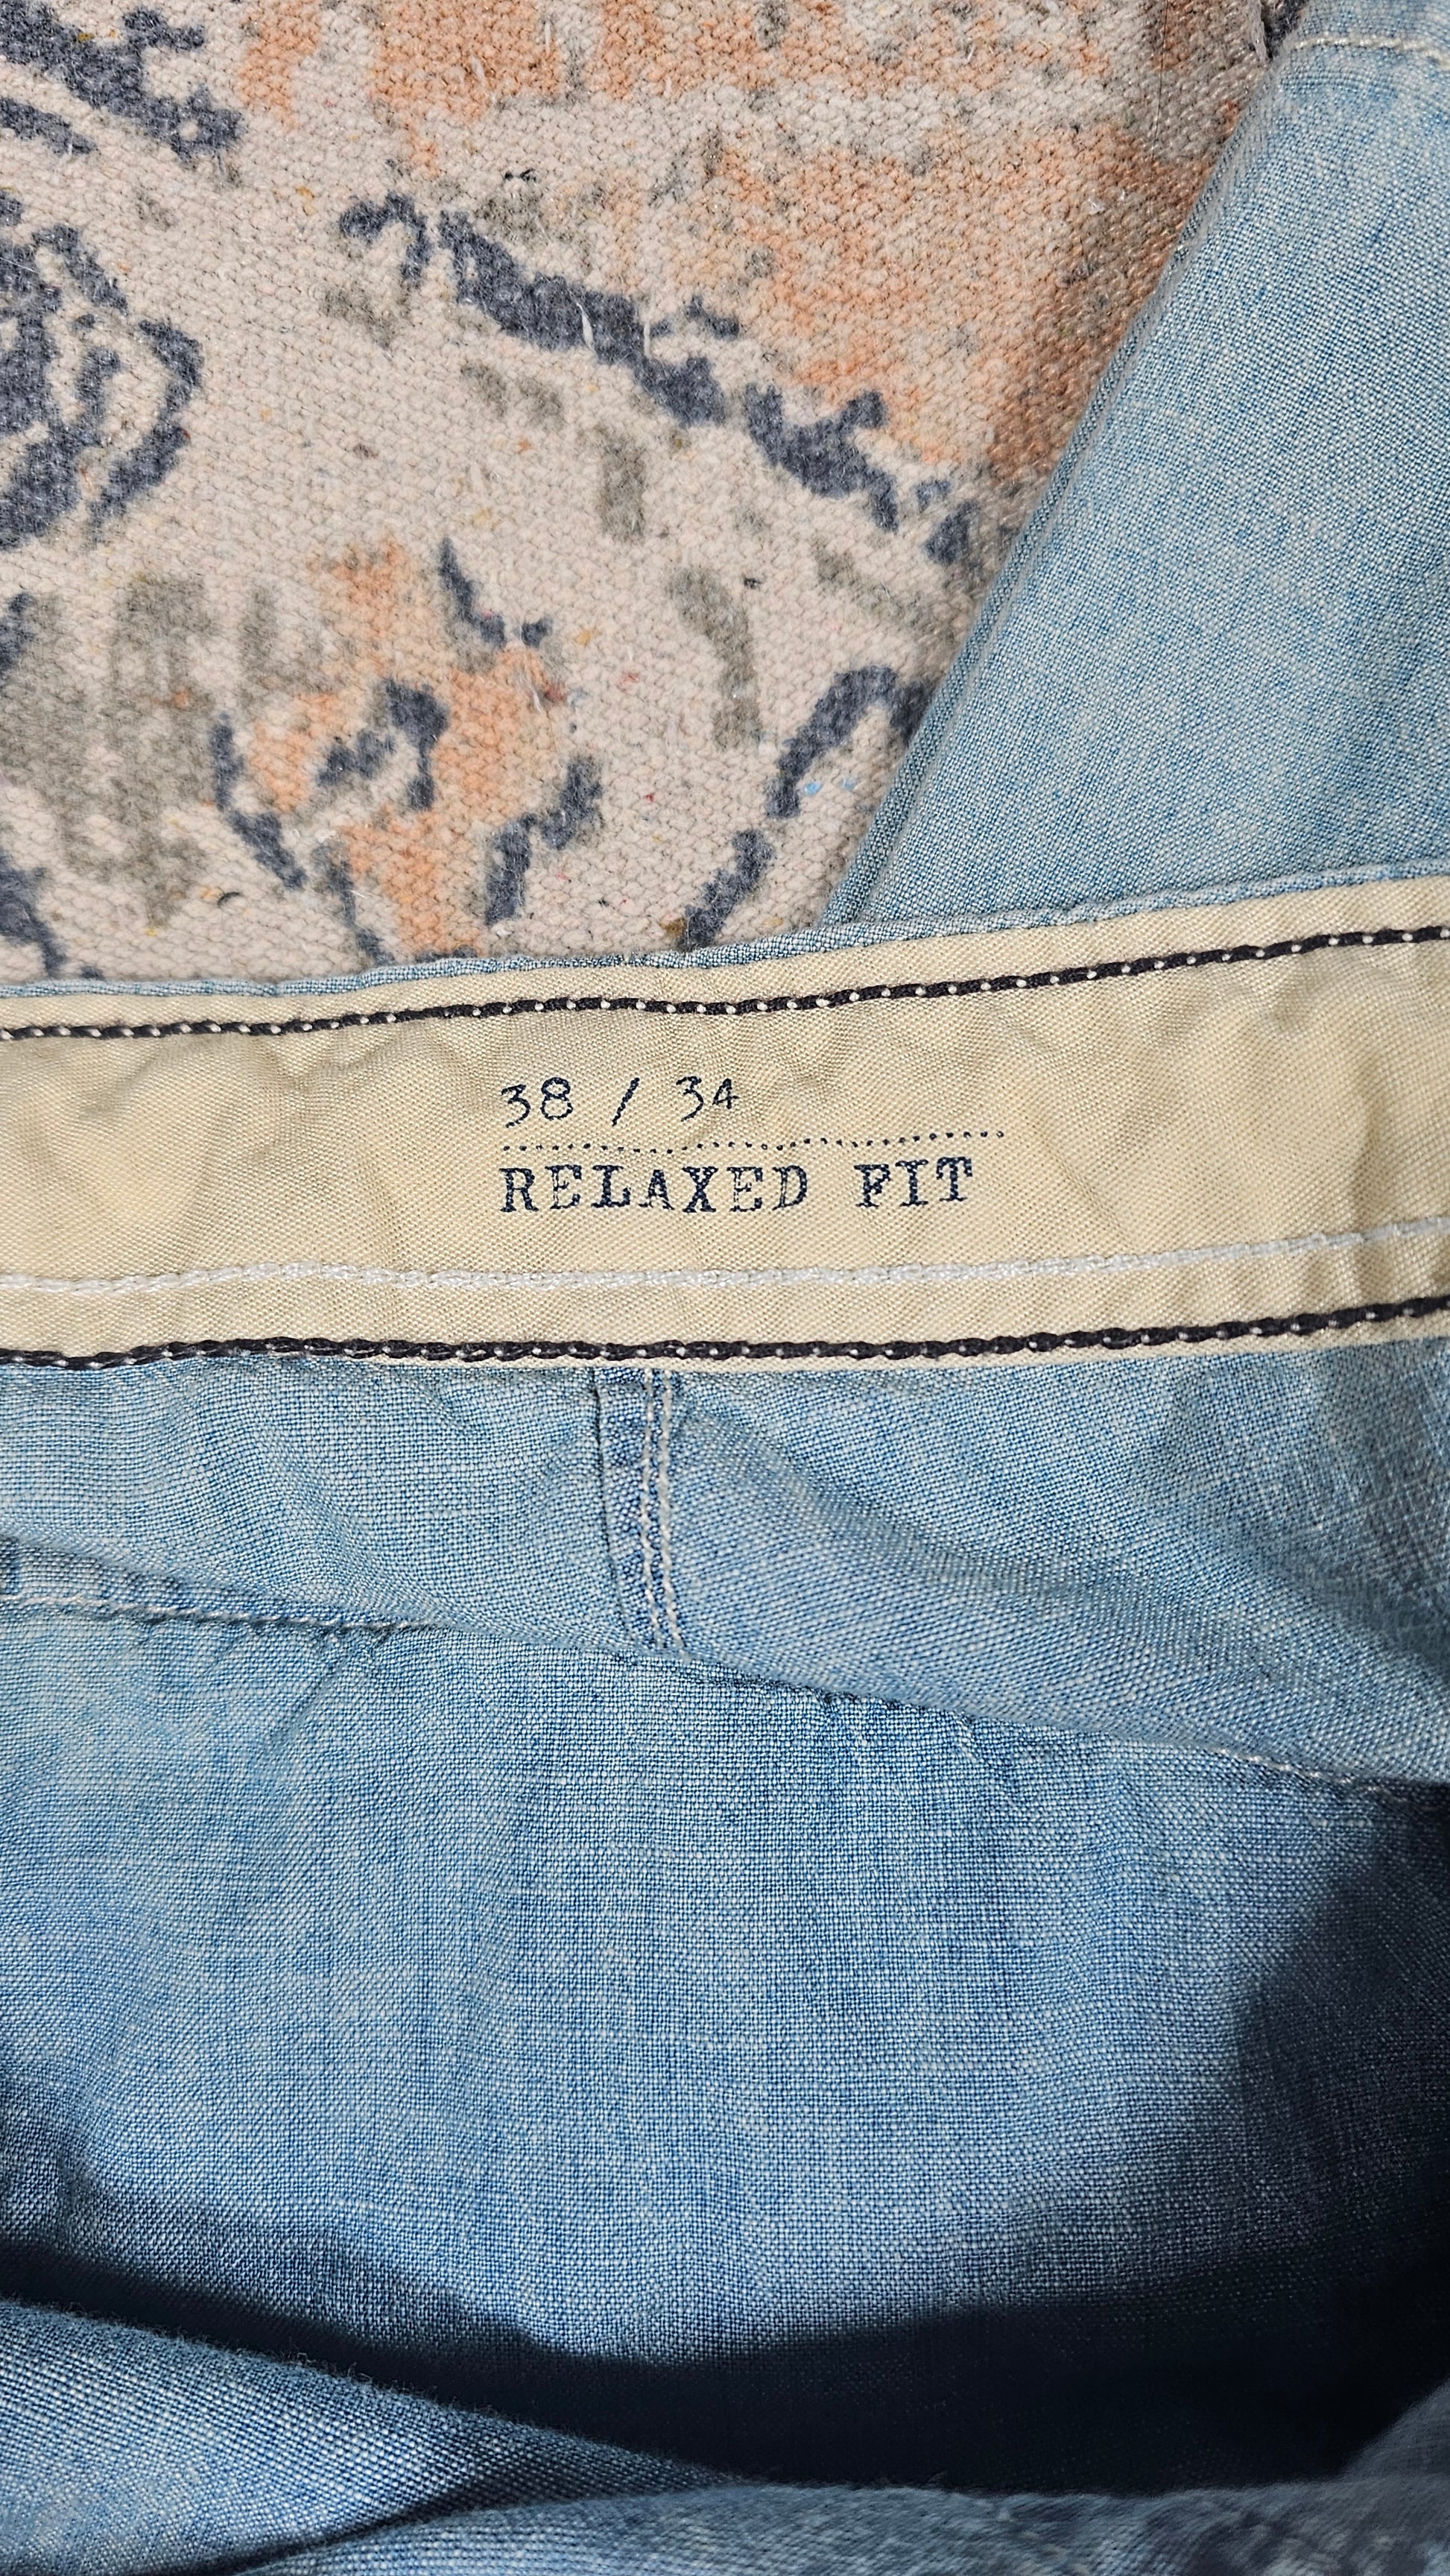 38 / 34
RELAXED FIT